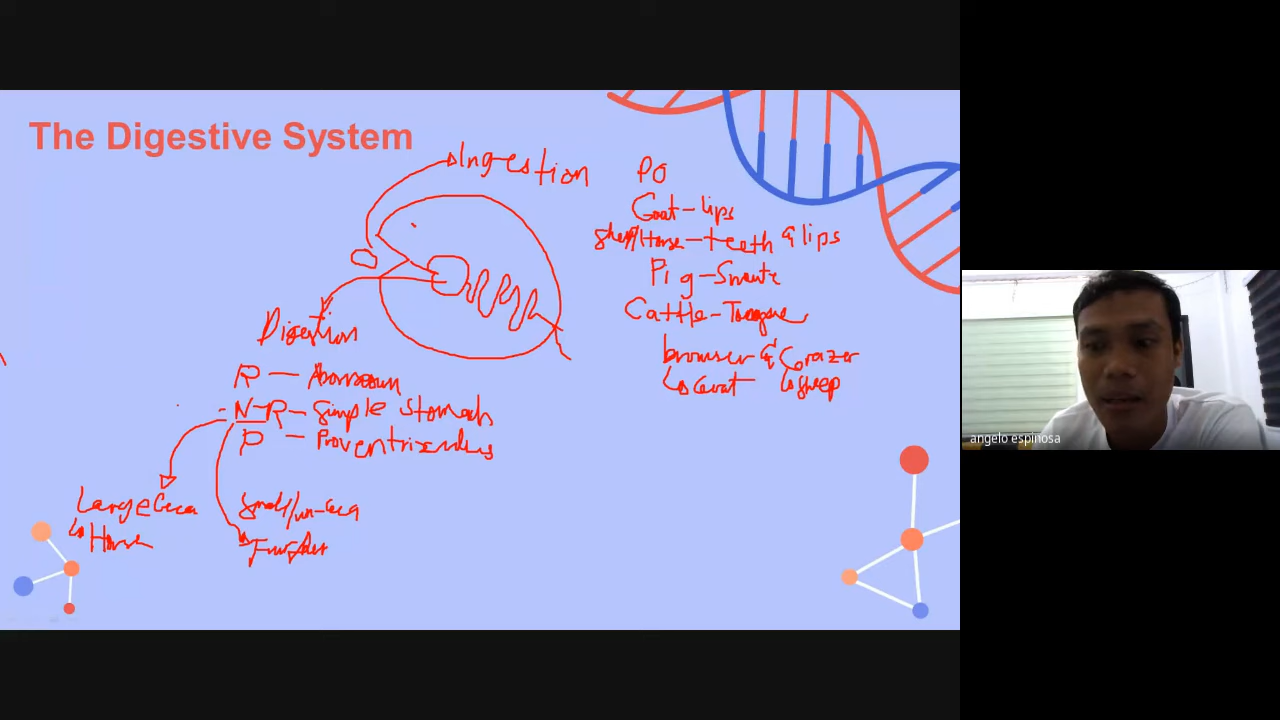 The Digestive System
Ingestion
PO
Goat - lips
Sheep/Horse - teeth & lips
Pig - Snout
Cattle - Tongue
browser & Grazer
Goat Sheep
Digestion
R - Abomasum
N-R - Simple stomach
P - Proventriculus
Large Ceca
Horse
Small/un-ceca
angelo espinosa